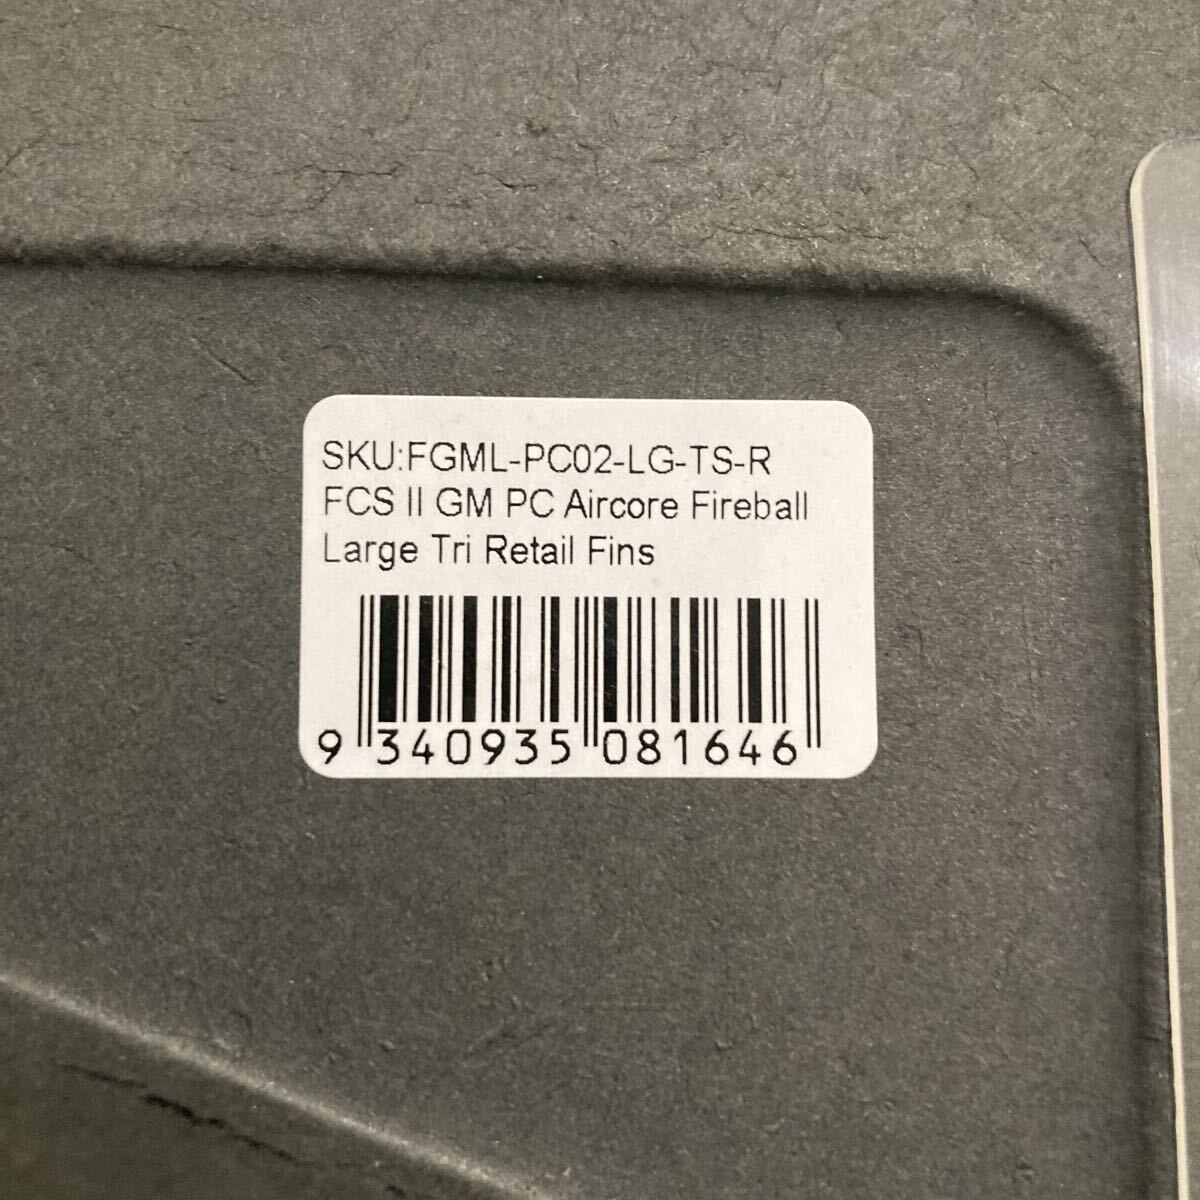 SKU:FGML-PC02-LG-TS-R
FCS II GM PC Aircore Fireball
Large Tri Retail Fins
9 340935 081646